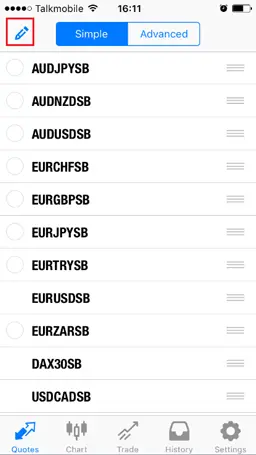 Talkmobile 16:11
Simple Advanced
AUDJPYSB
AUDNZDSB
AUDUSDSB
EURCHFSB
EURGBPSB
EURJPYSB
EURTRYSB
EURUSDSB
EURZARSB
DAX30SB
USDCADSB
Quotes Chart Trade History Settings